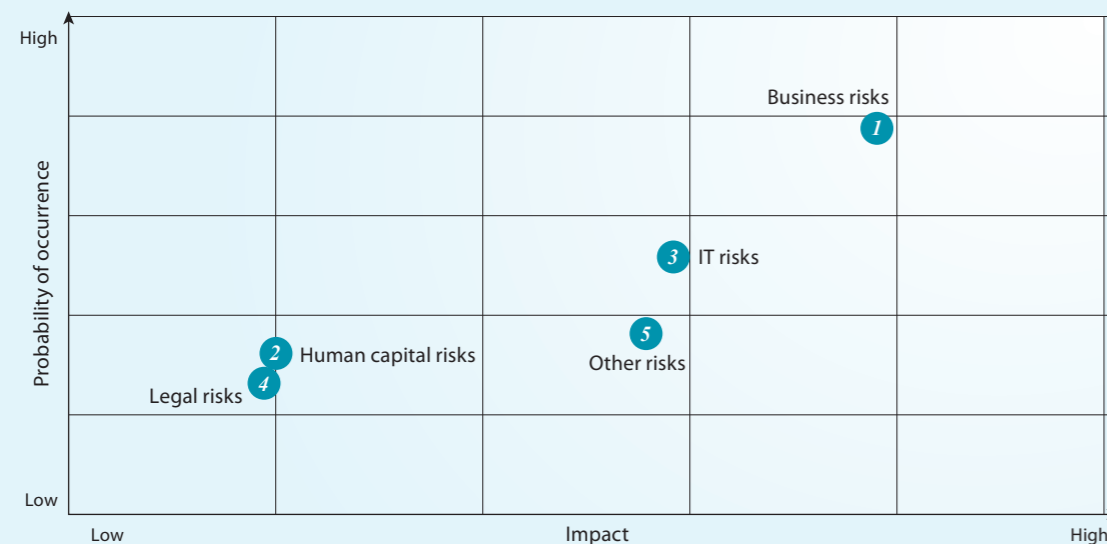 High
Business risks
1
Probability of occurrence
3 IT risks
5
Other risks
2 Human capital risks
4
Legal risks
Low
Low Impact High